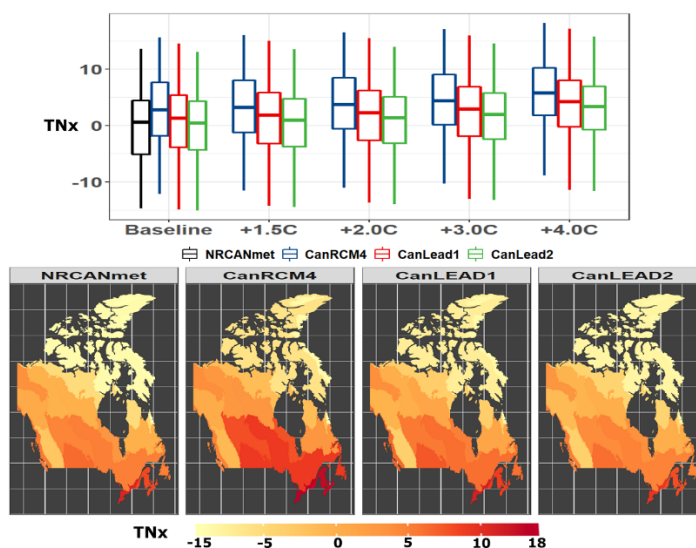 10
TNx 0
-10
Baseline +1.5C +2.0C +3.0C +4.0C
NRCANmet CanRCM4 CanLead1 CanLead2
NRCANmet CanRCM4 CanLEAD1 CanLEAD2
TNx
-15 -5 0 5 10 18